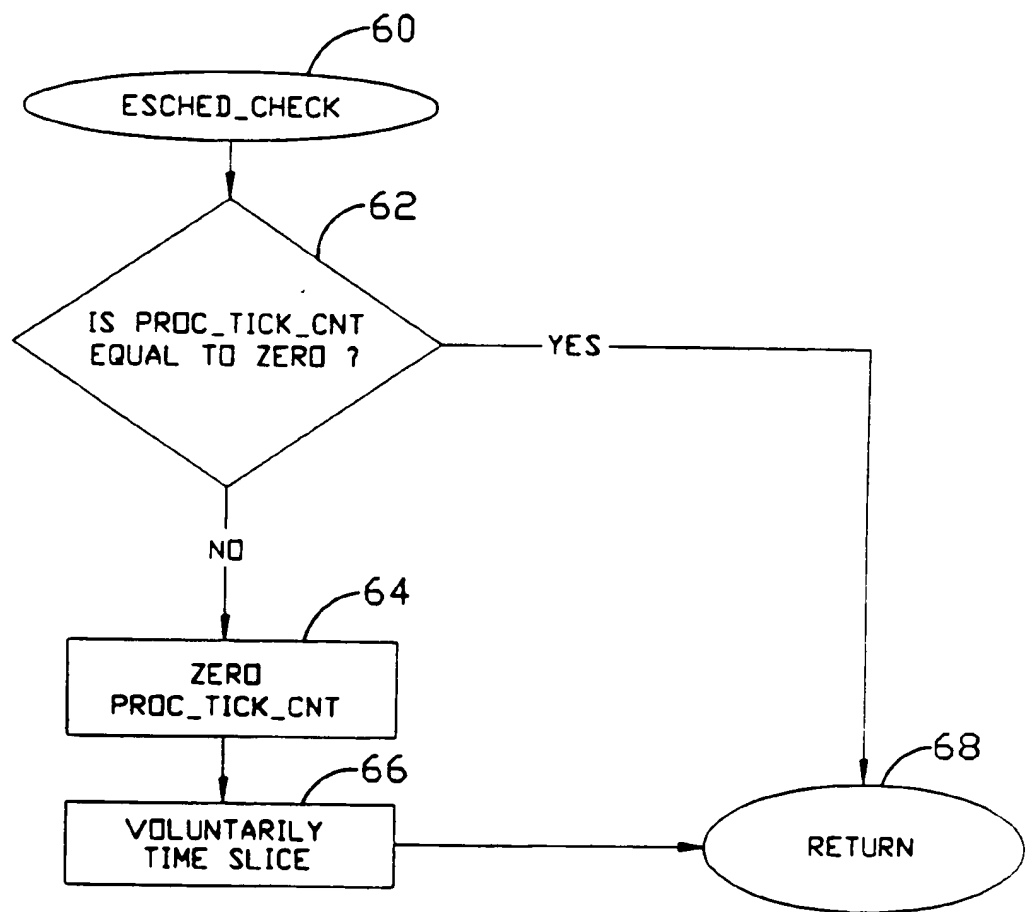 60
ESCHED_CHECK
62
IS PROC_TICK_CNT
EQUAL TO ZERO ?
YES
NO
64
ZERO
PROC_TICK_CNT
66
VOLUNTARILY
TIME SLICE
68
RETURN